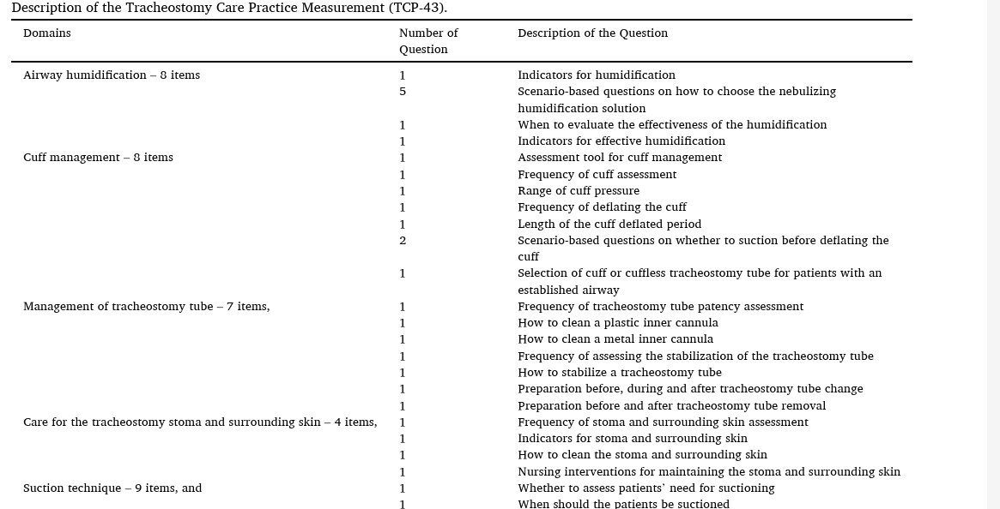 Description of the Tracheostomy Care Practice Measurement (TCP-43).
Domains Number of Question Description of the Question
Airway humidification – 8 items 1 Indicators for humidification
5 Scenario-based questions on how to choose the nebulizing
humidification solution
1 When to evaluate the effectiveness of the humidification
1 Indicators for effective humidification
Cuff management – 8 items 1 Assessment tool for cuff management
1 Frequency of cuff assessment
1 Range of cuff pressure
1 Frequency of deflating the cuff
1 Length of the cuff deflated period
2 Scenario-based questions on whether to suction before deflating the
cuff
1 Selection of cuff or cuffless tracheostomy tube for patients with an
established airway
Management of tracheostomy tube – 7 items, 1 Frequency of tracheostomy tube patency assessment
1 How to clean a plastic inner cannula
1 How to clean a metal inner cannula
1 Frequency of assessing the stabilization of the tracheostomy tube
1 How to stabilize a tracheostomy tube
1 Preparation before, during and after tracheostomy tube change
1 Preparation before and after tracheostomy tube removal
Care for the tracheostomy stoma and surrounding skin – 4 items, 1 Frequency of stoma and surrounding skin assessment
1 Indicators for stoma and surrounding skin
1 How to clean the stoma and surrounding skin
1 Nursing interventions for maintaining the stoma and surrounding skin
Suction technique – 9 items, and 1 Whether to assess patients' need for suctioning
1 When should the patients be suctioned